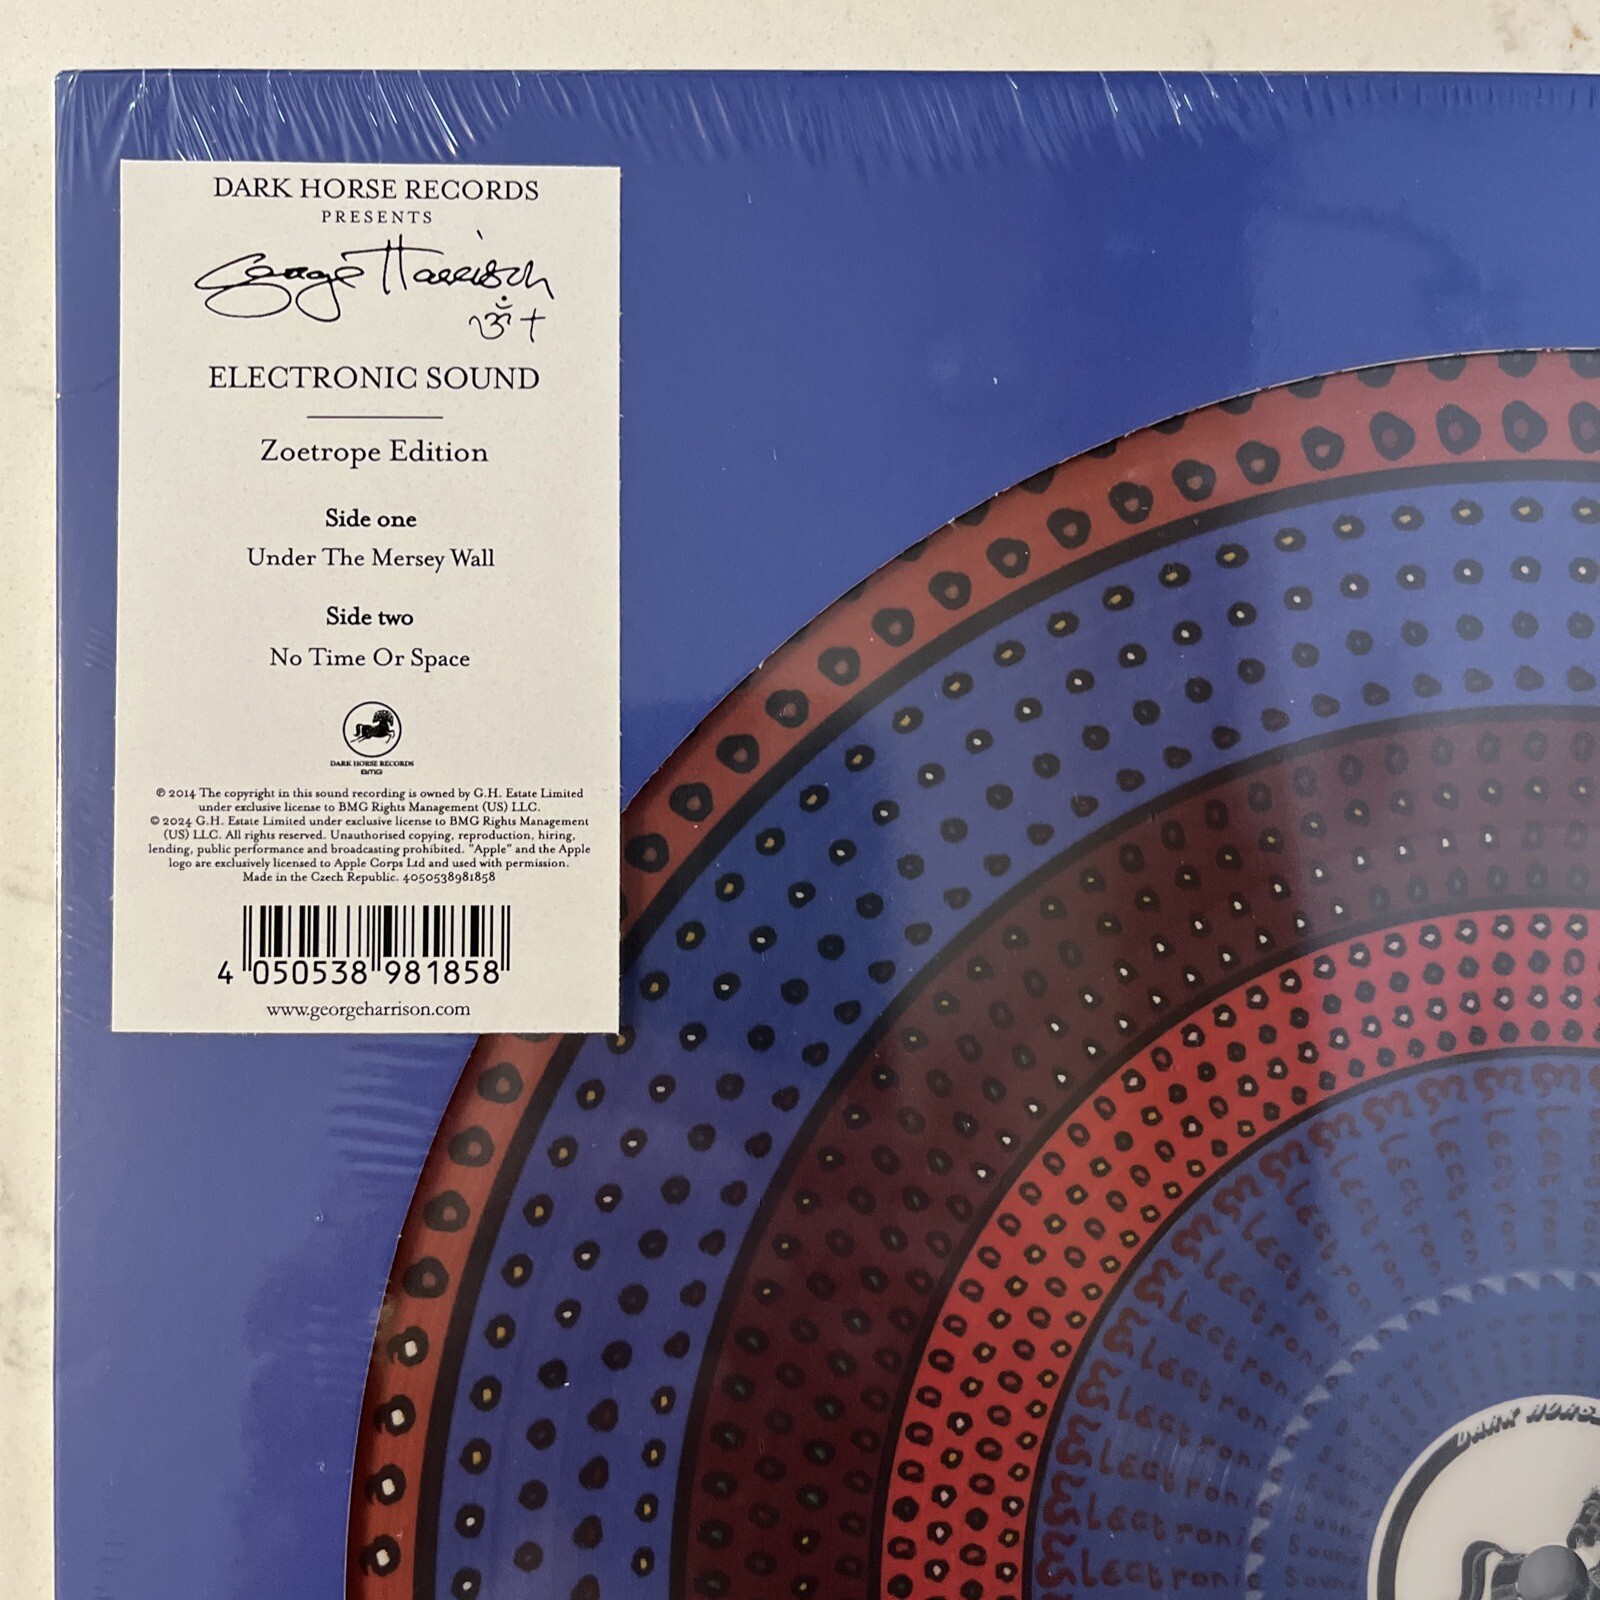 DARK HORSE RECORDS
PRESENTS
George Harrison
ॐ †
ELECTRONIC SOUND
Zoetrope Edition
Side one
Under The Mersey Wall
Side two
No Time Or Space
DARK HORSE RECORDS
BMG
℗ 2014 The copyright in this sound recording is owned by G.H. Estate Limited
under exclusive license to BMG Rights Management (US) LLC.
© 2024 G.H. Estate Limited under exclusive license to BMG Rights Management
(US) LLC. All rights reserved. Unauthorised copying, reproduction, hiring,
lending, public performance and broadcasting prohibited. "Apple" and the Apple
logo are exclusively licensed to Apple Corps Ltd and used with permission.
Made in the Czech Republic. 4050538981858
4 050538 981858
www.georgeharrison.com
DARK HORSE
Electronic Sound
Electronic Sound